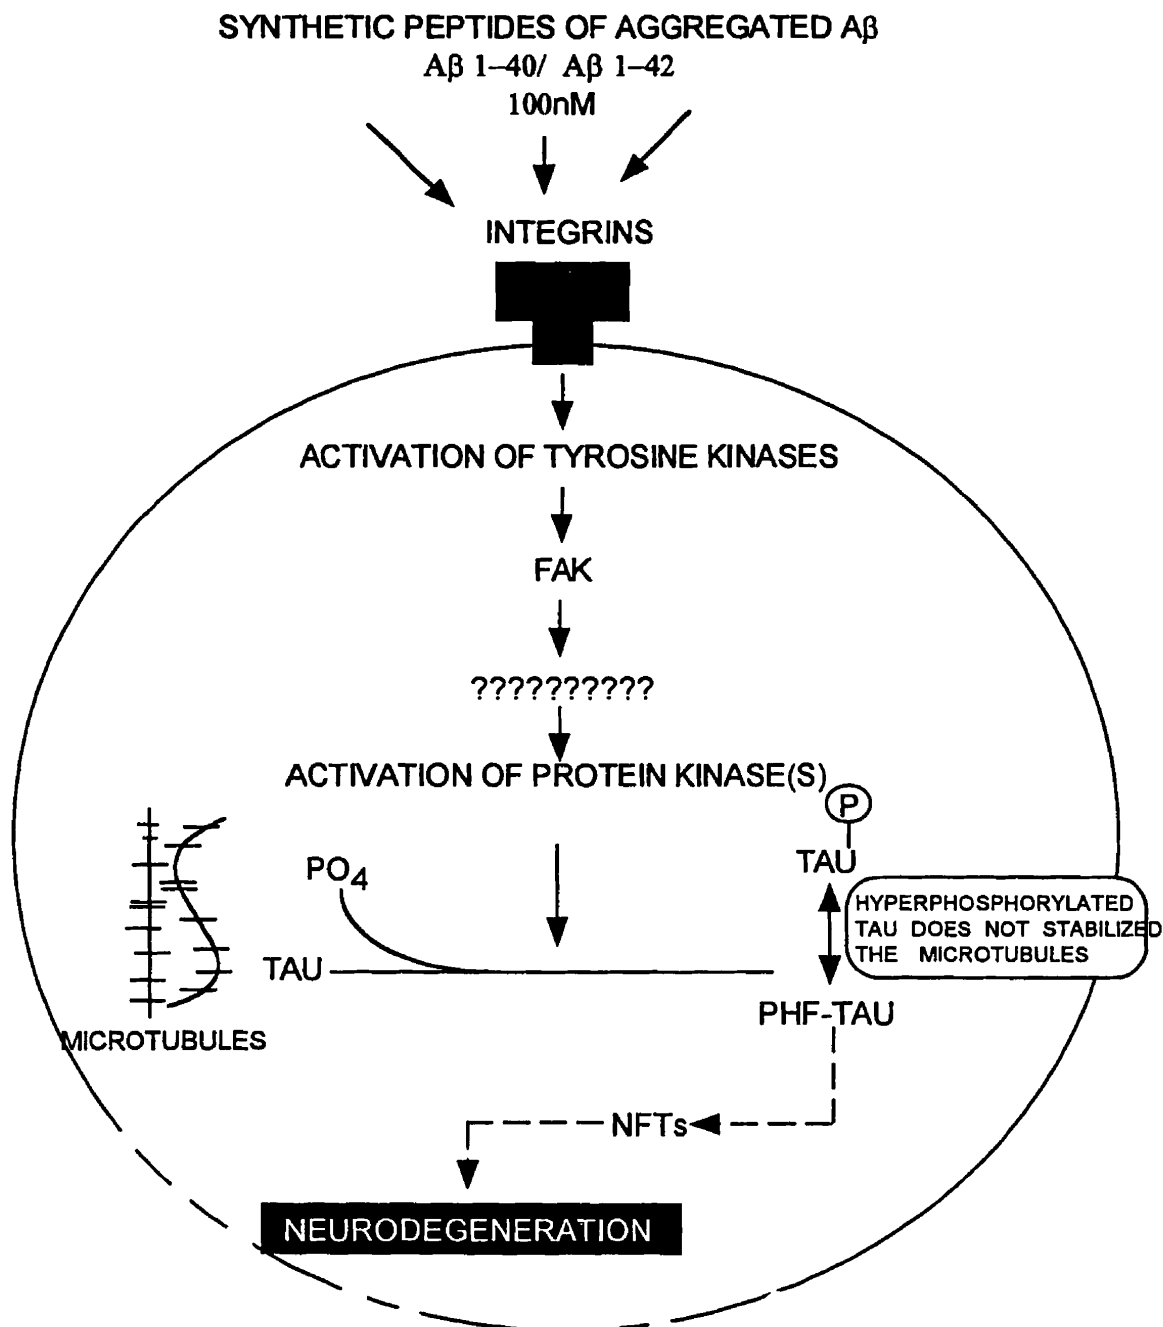 SYNTHETIC PEPTIDES OF AGGREGATED Aβ
Aβ 1–40/ Aβ 1–42
100nM
INTEGRINS
ACTIVATION OF TYROSINE KINASES
FAK
??????????
ACTIVATION OF PROTEIN KINASE(S)
P
TAU
PO4
HYPERPHOSPHORYLATED
TAU DOES NOT STABILIZED
THE MICROTUBULES
TAU
PHF-TAU
MICROTUBULES
NFTs
NEURODEGENERATION